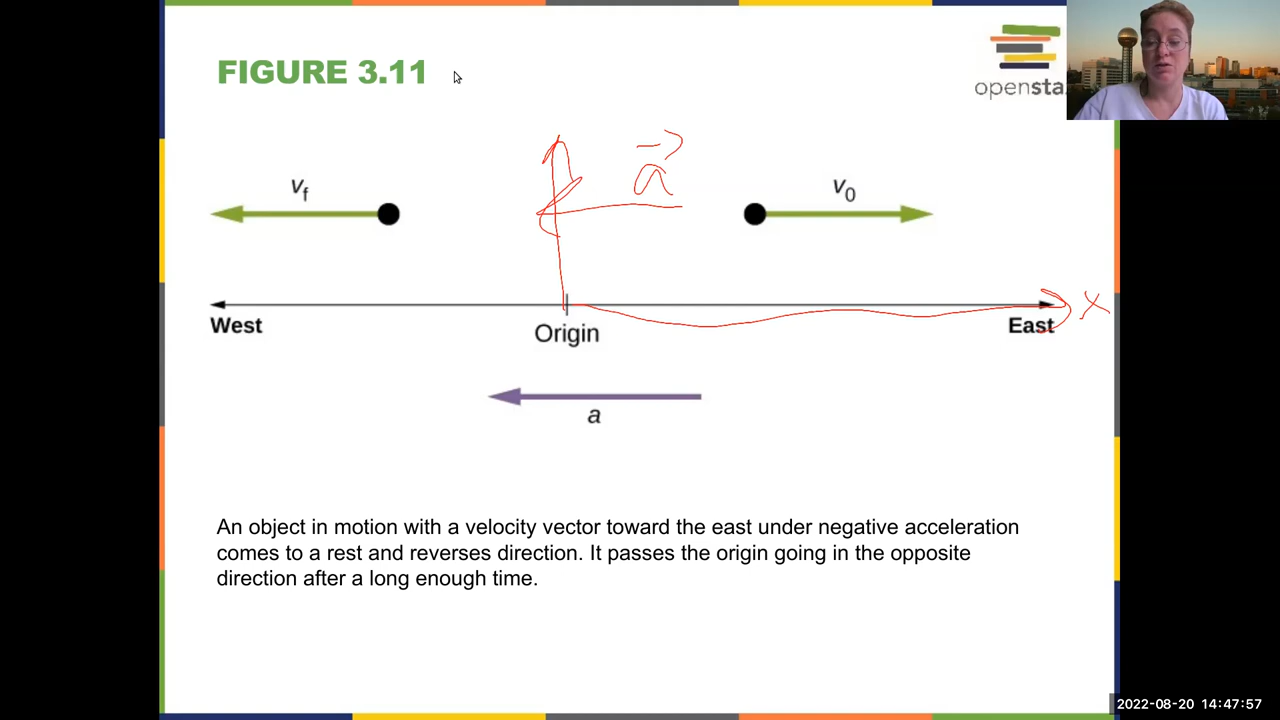 FIGURE 3.11
opensta
a
vf
v0
x
West
Origin
East
a
An object in motion with a velocity vector toward the east under negative acceleration
comes to a rest and reverses direction. It passes the origin going in the opposite
direction after a long enough time.
2022-08-20 14:47:57